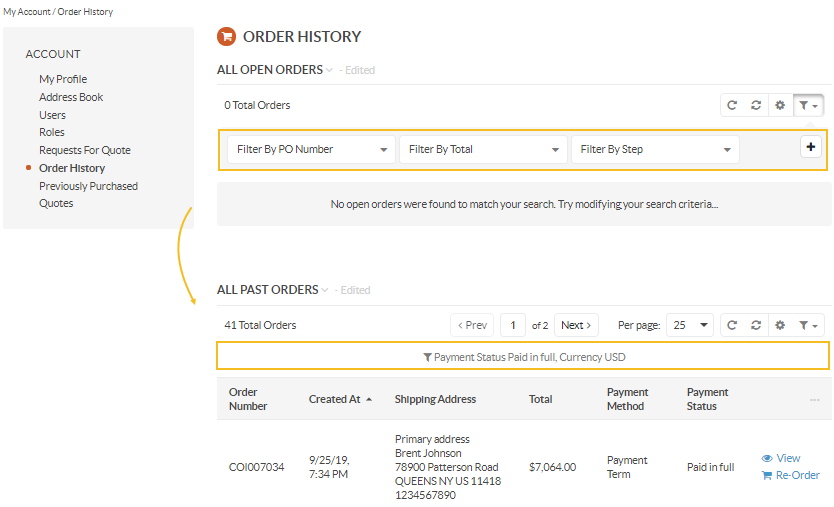 My Account / Order History
ACCOUNT
My Profile
Address Book
Users
Roles
Requests For Quote
Order History
Previously Purchased
Quotes
ORDER HISTORY
ALL OPEN ORDERS - Edited
0 Total Orders
Filter By PO Number Filter By Total Filter By Step +
No open orders were found to match your search. Try modifying your search criteria...
ALL PAST ORDERS - Edited
41 Total Orders < Prev 1 of 2 Next > Per page: 25
Payment Status Paid in full, Currency USD
Order Number Created At Shipping Address Total Payment Method Payment Status ...
COI007034
9/25/19,
7:34 PM
Primary address
Brent Johnson
78900 Patterson Road
QUEENS NY US 11418
1234567890
$7,064.00
Payment
Term
Paid in full
View
Re-Order